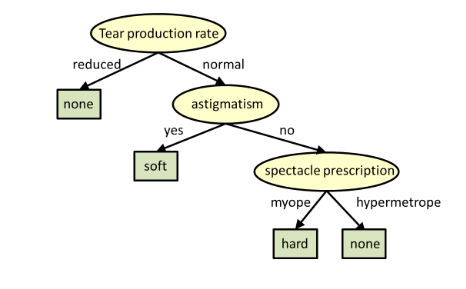 Tear production rate
reduced
normal
none
astigmatism
yes
no
soft
spectacle prescription
myope
hypermetrope
hard
none